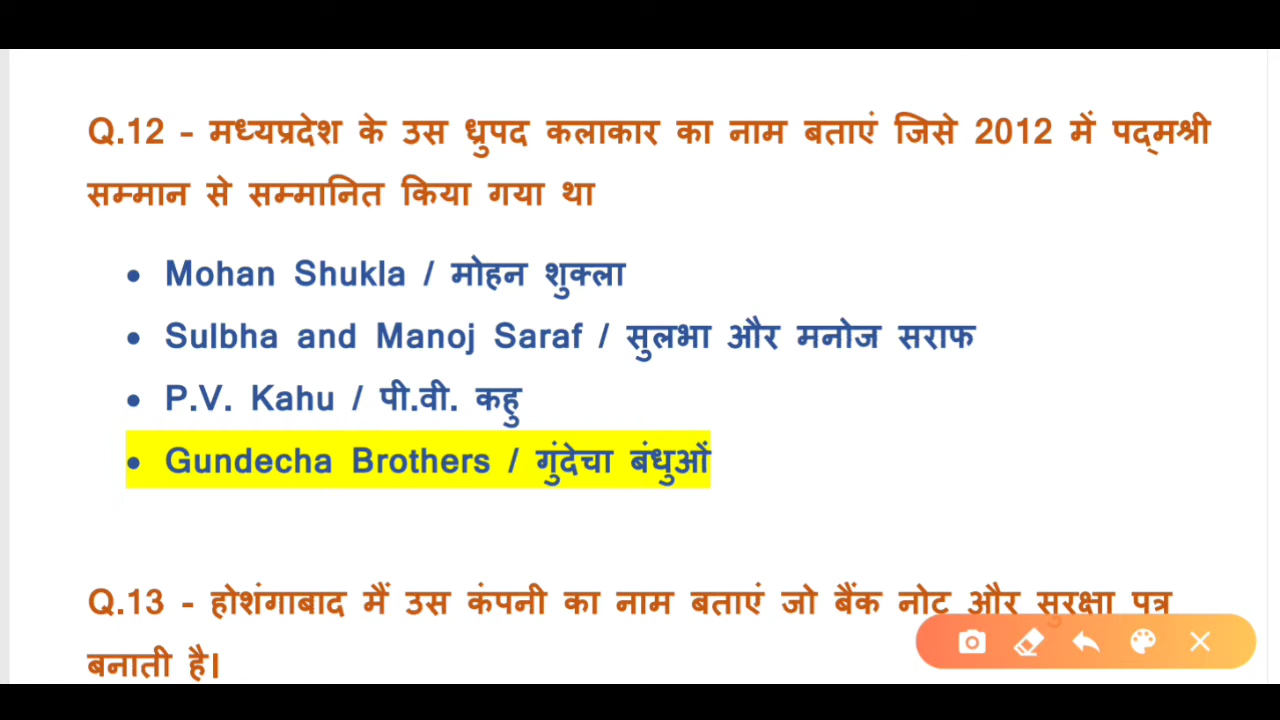 Q.12 - मध्यप्रदेश के उस ध्रुपद कलाकार का नाम बताएं जिसे 2012 में पद्मश्री
सम्मान से सम्मानित किया गया था
• Mohan Shukla / मोहन शुक्ला
• Sulbha and Manoj Saraf / सुलभा और मनोज सराफ
• P.V. Kahu / पी.वी. कहु
• Gundecha Brothers / गुंदेचा बंधुओं
Q.13 - होशंगाबाद मैं उस कंपनी का नाम बताएं जो बैंक नोट और सुरक्षा पत्र
बनाती है।